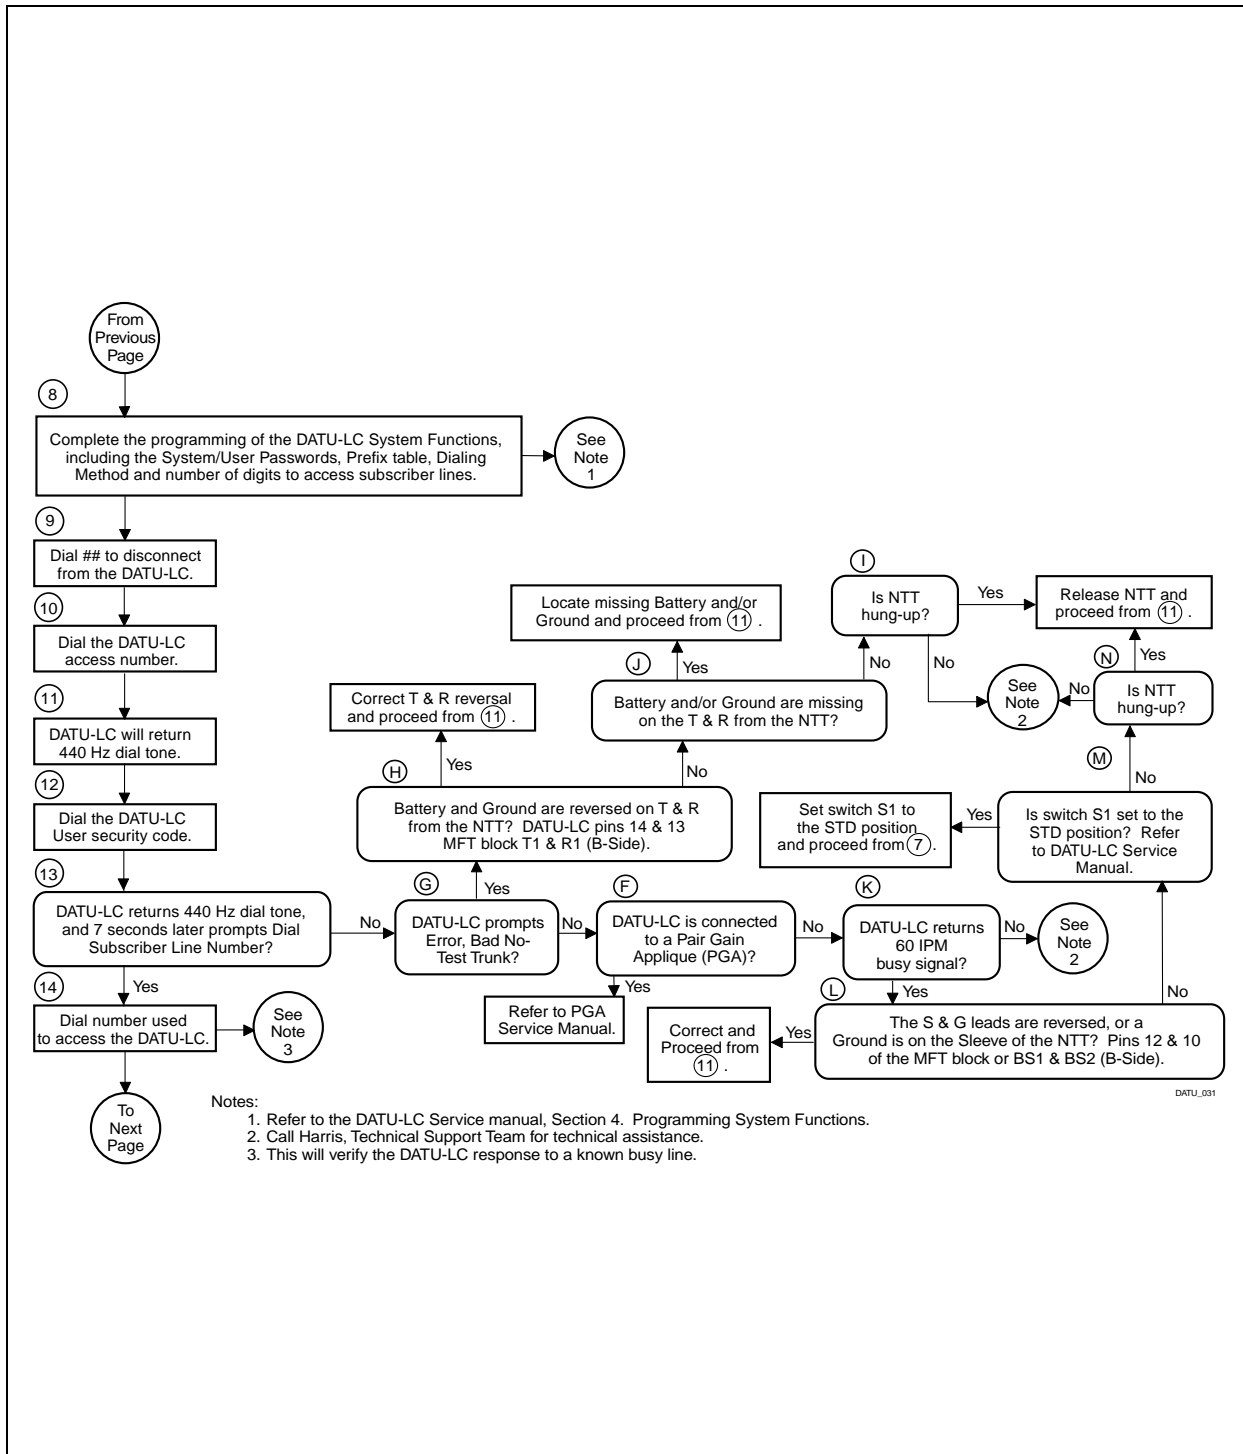 From
Previous
Page
8
Complete the programming of the DATU-LC System Functions,
including the System/User Passwords, Prefix table, Dialing
Method and number of digits to access subscriber lines.
See
Note
1
9
Dial ## to disconnect
from the DATU-LC.
10
Dial the DATU-LC
access number.
11
DATU-LC will return
440 Hz dial tone.
12
Dial the DATU-LC
User security code.
13
DATU-LC returns 440 Hz dial tone,
and 7 seconds later prompts Dial
Subscriber Line Number?
No
Yes
14
Dial number used
to access the DATU-LC.
See
Note
3
To
Next
Page
G
DATU-LC prompts
Error, Bad No-
Test Trunk?
Yes
No
H
Battery and Ground are reversed on T & R
from the NTT? DATU-LC pins 14 & 13
MFT block T1 & R1 (B-Side).
Yes
Correct T & R reversal
and proceed from 11 .
No
J
Battery and/or Ground are missing
on the T & R from the NTT?
Yes
Locate missing Battery and/or
Ground and proceed from 11 .
No
I
Is NTT
hung-up?
Yes
Release NTT and
proceed from 11 .
No
See
Note
2
F
DATU-LC is connected
to a Pair Gain
Applique (PGA)?
Yes
Refer to PGA
Service Manual.
No
K
DATU-LC returns
60 IPM
busy signal?
No
See
Note
2
Yes
L
The S & G leads are reversed, or a
Ground is on the Sleeve of the NTT? Pins 12 & 10
of the MFT block or BS1 & BS2 (B-Side).
Yes
Correct and
Proceed from
11 .
No
M
Is switch S1 set to the
STD position? Refer
to DATU-LC Service
Manual.
Yes
Set switch S1 to
the STD position
and proceed from 7 .
No
N
Is NTT
hung-up?
Yes
No
DATU_031
Notes:
1. Refer to the DATU-LC Service manual, Section 4. Programming System Functions.
2. Call Harris, Technical Support Team for technical assistance.
3. This will verify the DATU-LC response to a known busy line.